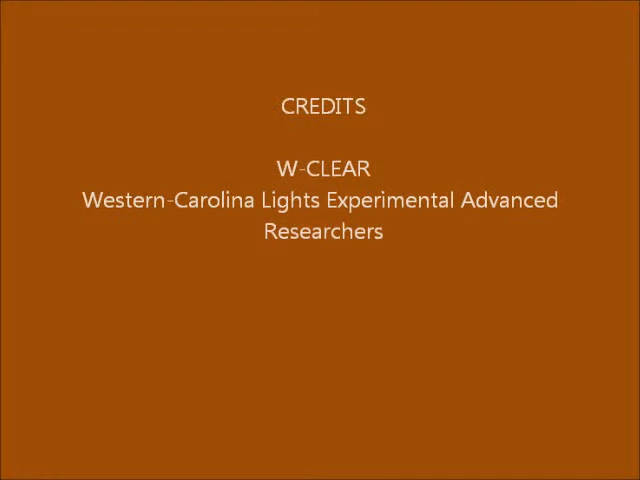 CREDITS
W-CLEAR
Western-Carolina Lights Experimental Advanced
Researchers